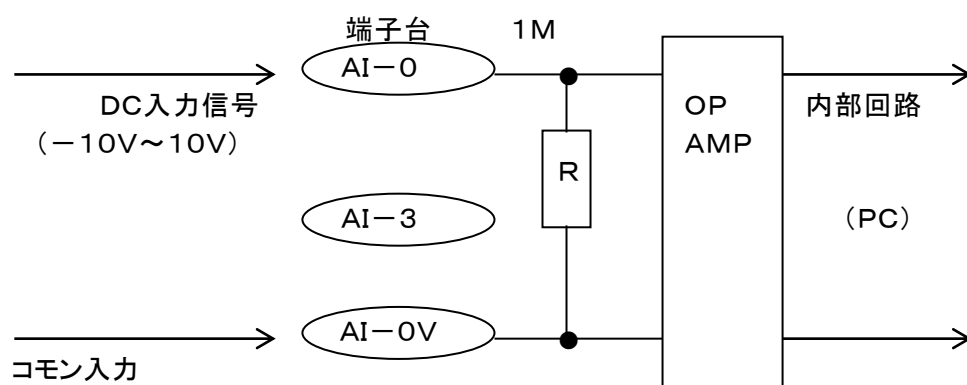 端子台
1M
AI－0
DC入力信号
（－10V～10V）
OP
AMP
内部回路
R
AI－3
（PC）
AI－0V
コモン入力